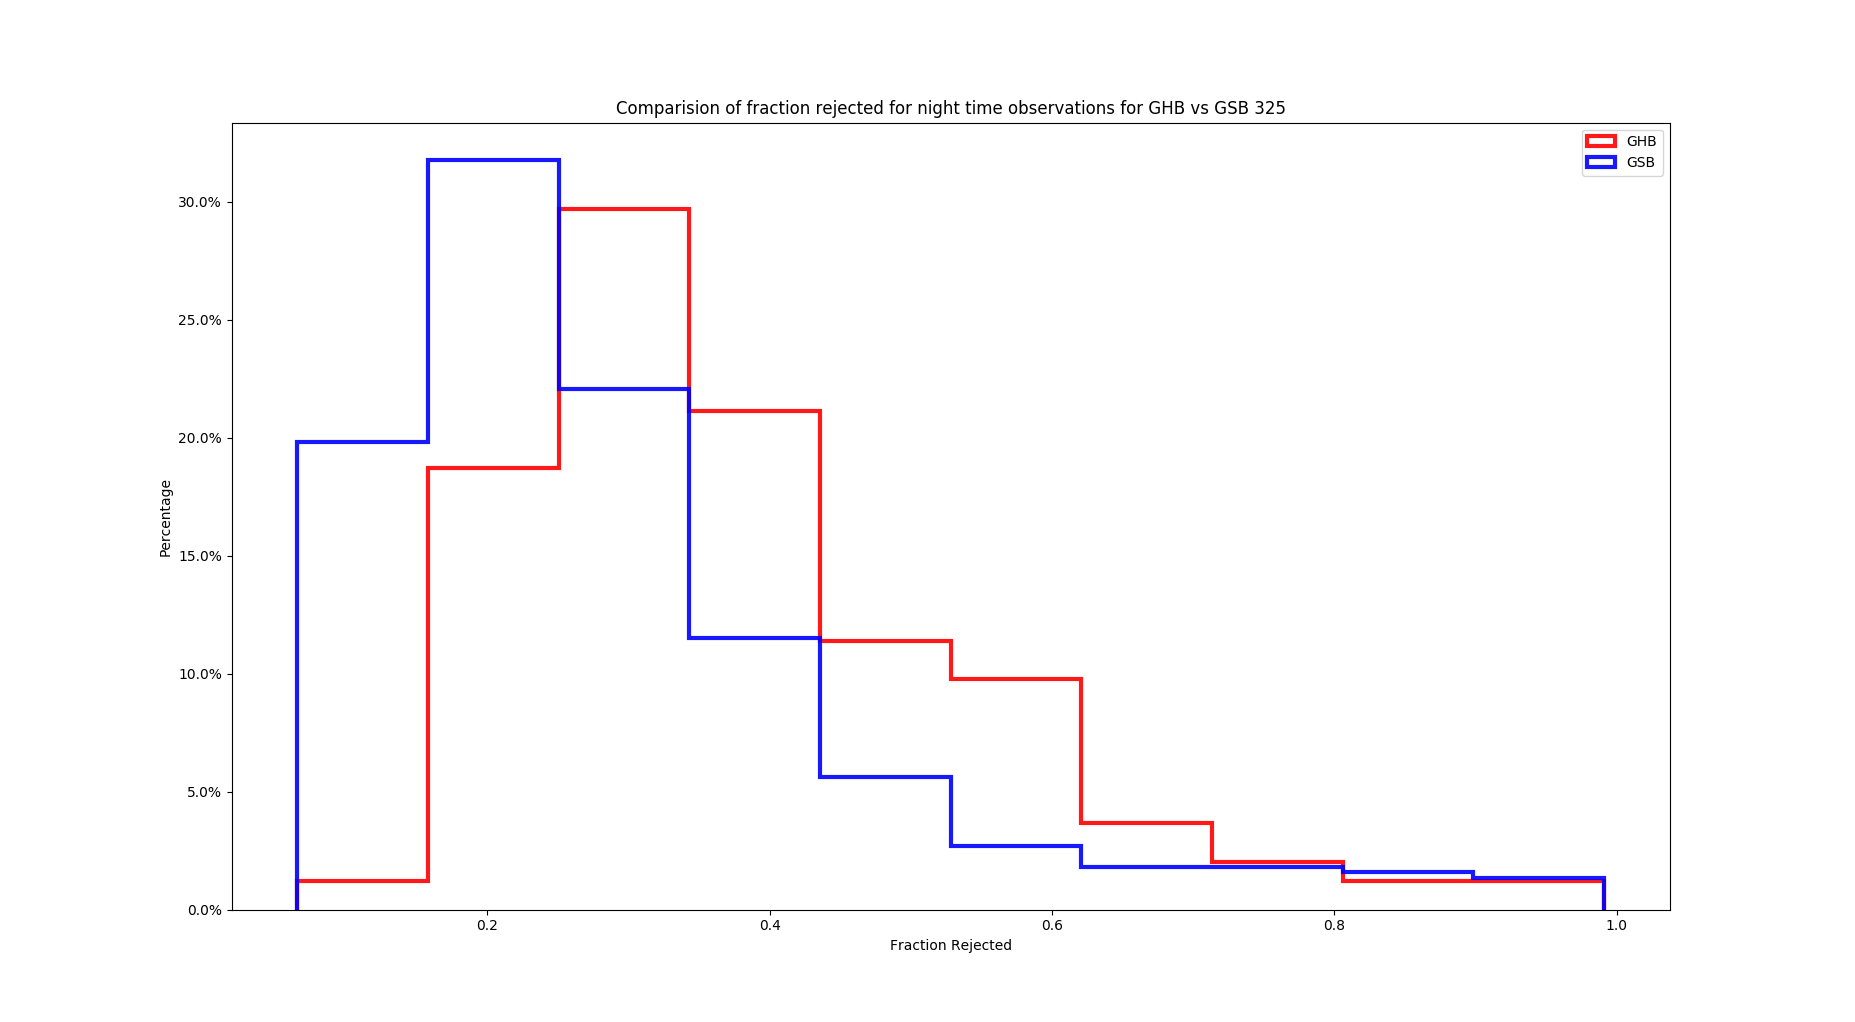 Comparision of fraction rejected for night time observations for GHB vs GSB 325
GHB
GSB
30.0%
25.0%
20.0%
15.0%
10.0%
5.0%
0.0%
Percentage
0.2
0.4
0.6
0.8
1.0
Fraction Rejected